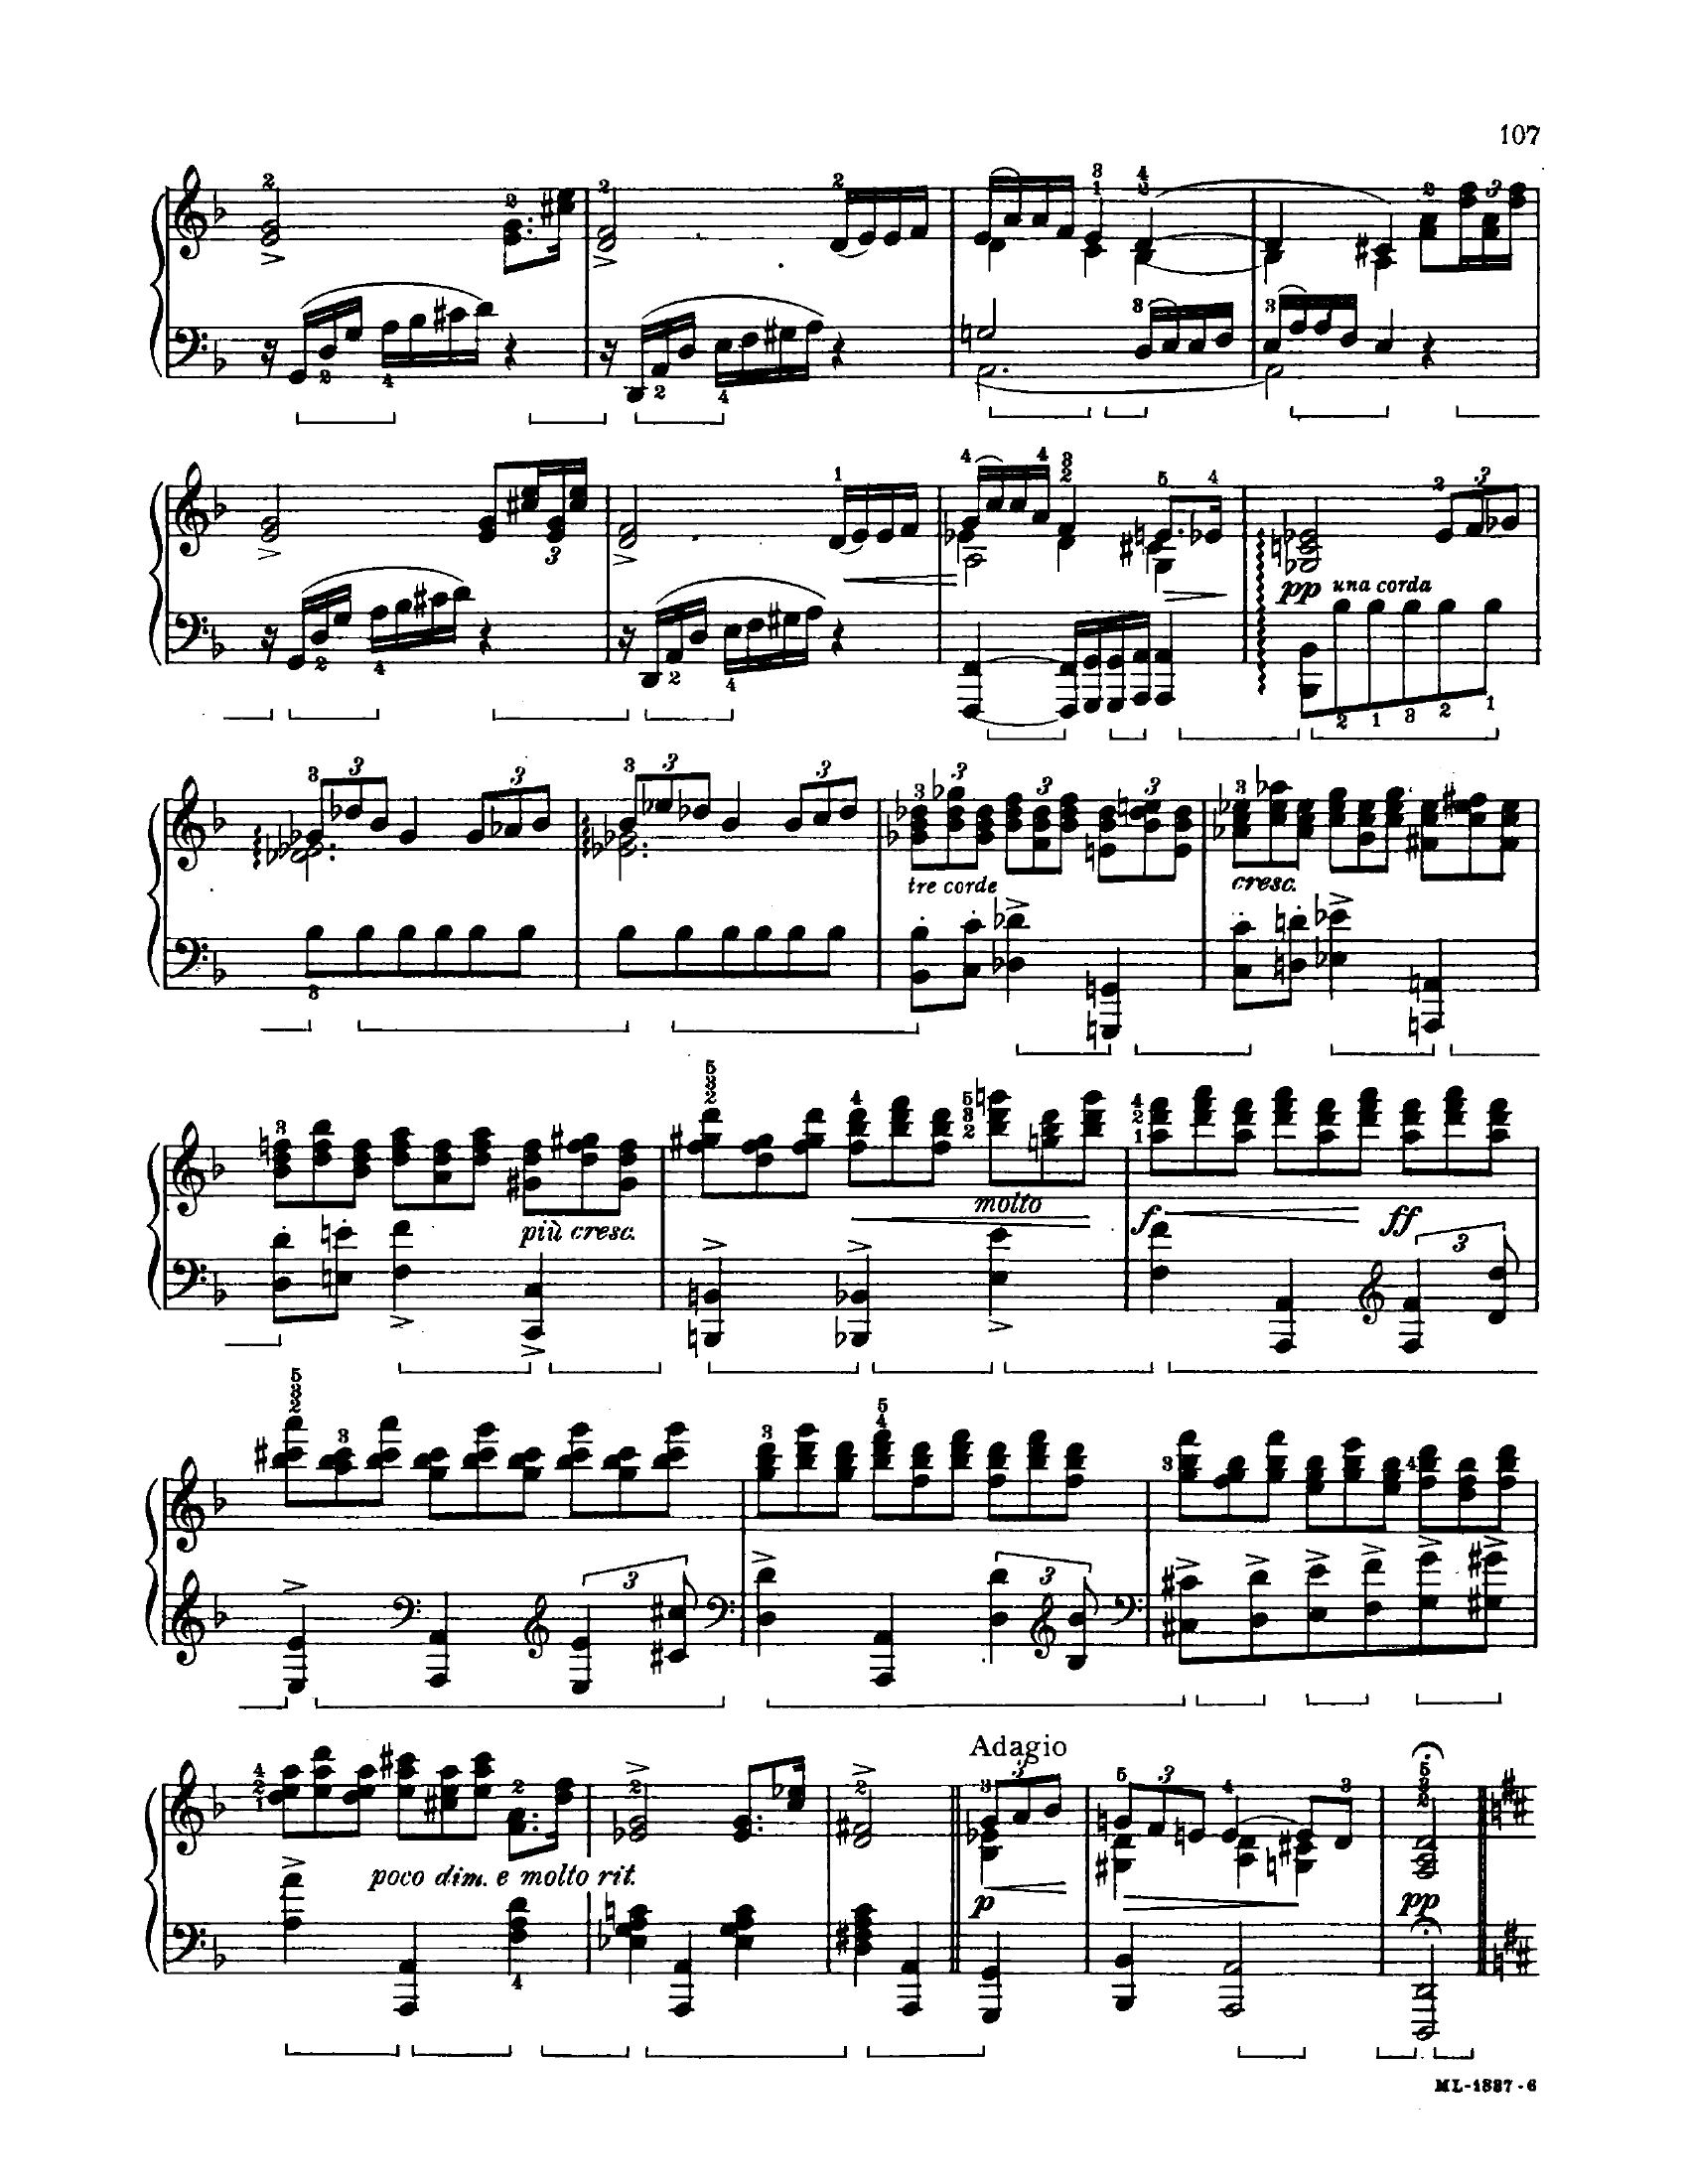 107
pp una corda
tre corde
cresc.
più cresc.
molto
f
ff
poco dim. e molto rit.
Adagio
p
pp
ML-1837-6